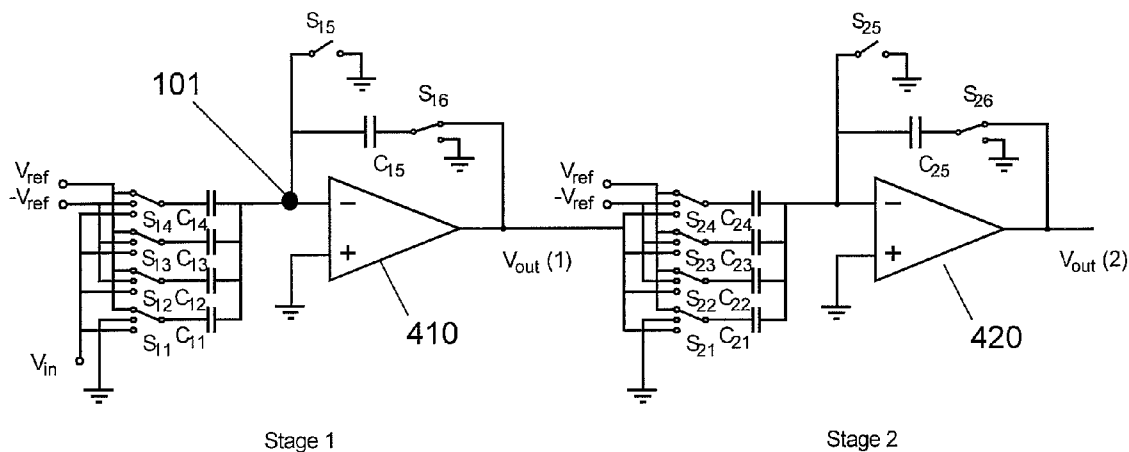 S15
S25
101
S16
S26
C15
C25
Vref
-Vref
S14 C14
S13 C13
S12 C12
S11 C11
Vin
Vout (1)
410
Vref
-Vref
S24 C24
S23 C23
S22 C22
S21 C21
Vout (2)
420
Stage 1
Stage 2